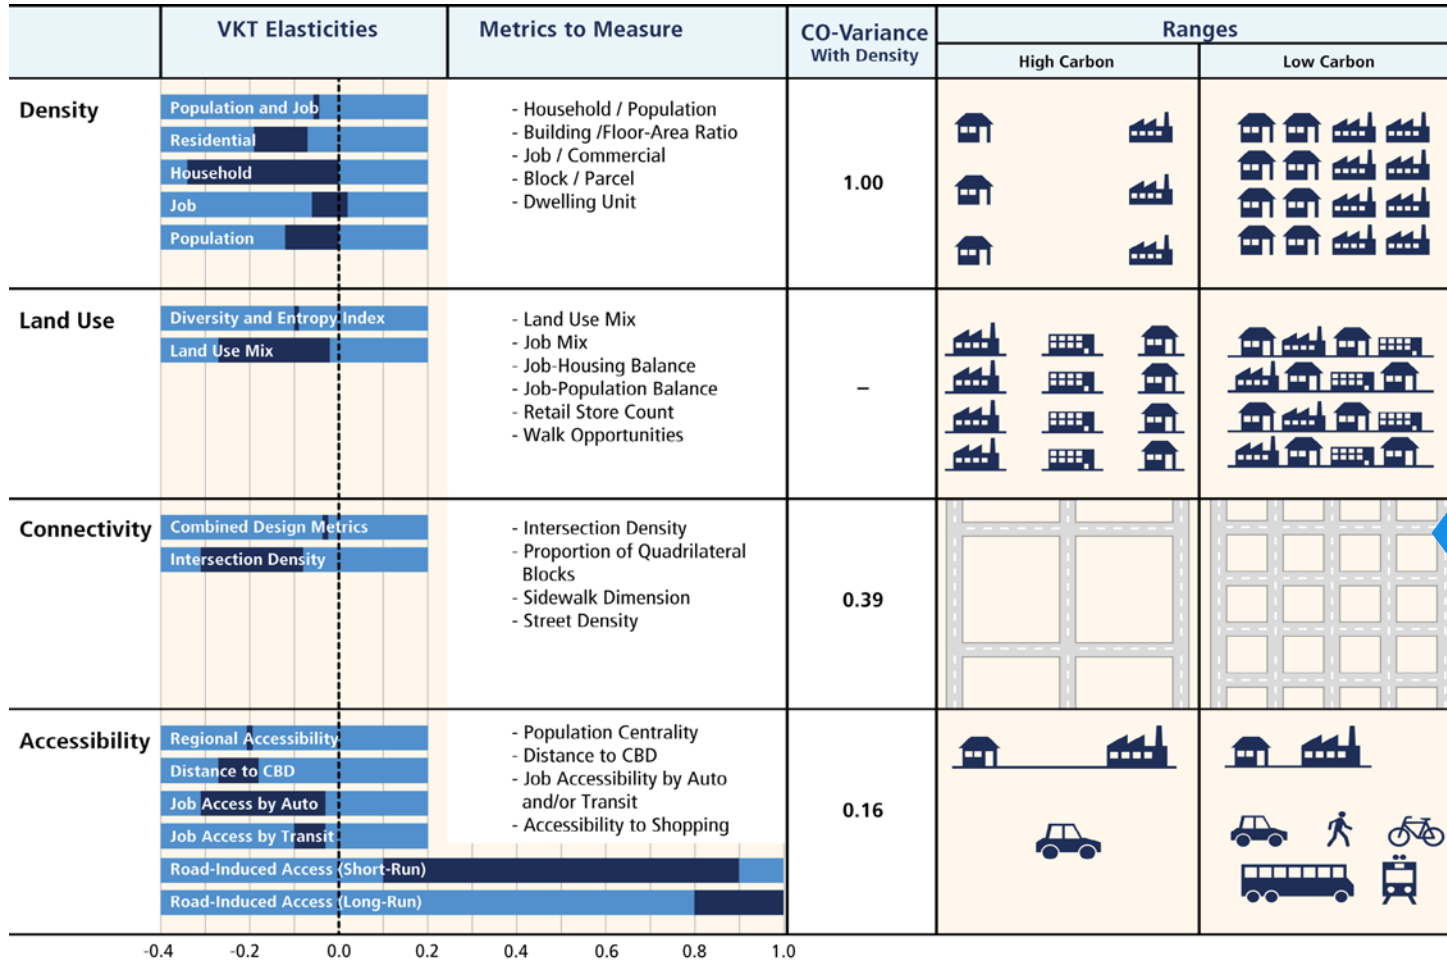 VKT Elasticities
Metrics to Measure
CO-Variance
With Density
Ranges
High Carbon
Low Carbon
Density
Population and Job
Residential
Household
Job
Population
- Household / Population
- Building /Floor-Area Ratio
- Job / Commercial
- Block / Parcel
- Dwelling Unit
1.00
Land Use
Diversity and Entropy Index
Land Use Mix
- Land Use Mix
- Job Mix
- Job-Housing Balance
- Job-Population Balance
- Retail Store Count
- Walk Opportunities
–
Connectivity
Combined Design Metrics
Intersection Density
- Intersection Density
- Proportion of Quadrilateral
Blocks
- Sidewalk Dimension
- Street Density
0.39
Accessibility
Regional Accessibility
Distance to CBD
Job Access by Auto
Job Access by Transit
Road-Induced Access (Short-Run)
Road-Induced Access (Long-Run)
- Population Centrality
- Distance to CBD
- Job Accessibility by Auto
and/or Transit
- Accessibility to Shopping
0.16
-0.4 -0.2 0.0 0.2 0.4 0.6 0.8 1.0